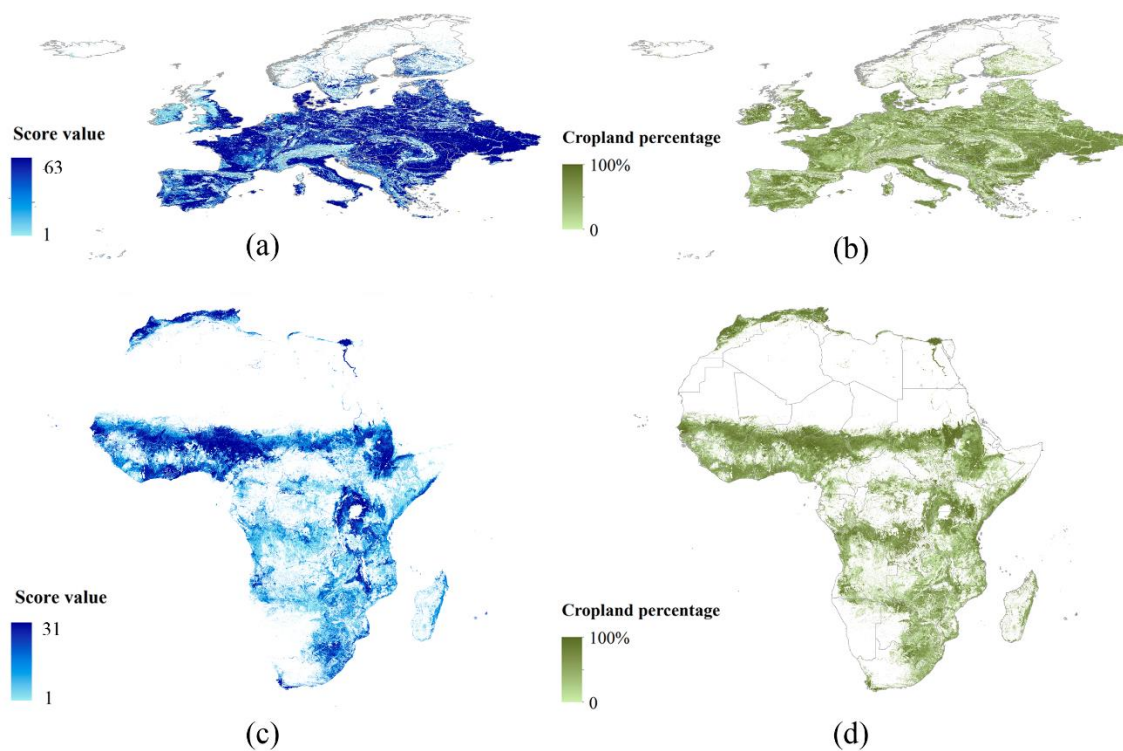 Score value
63
1
(a)
Cropland percentage
100%
0
(b)
Score value
31
1
(c)
Cropland percentage
100%
0
(d)